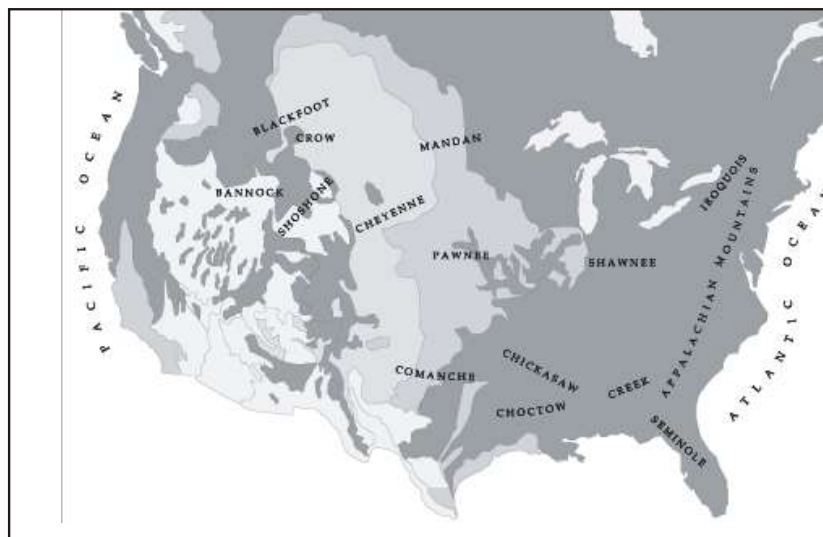 PACIFIC OCEAN
BLACKFOOT
CROW
MANDAN
BANNOCK
SHOSHONE
CHEYENNE
PAWNEE
SHAWNEE
IROQUOIS
APPALACHIAN MOUNTAINS
ATLANTIC OCEAN
COMANCHE
CHICKASAW
CHOCTOW
CREEK
SEMINOLE